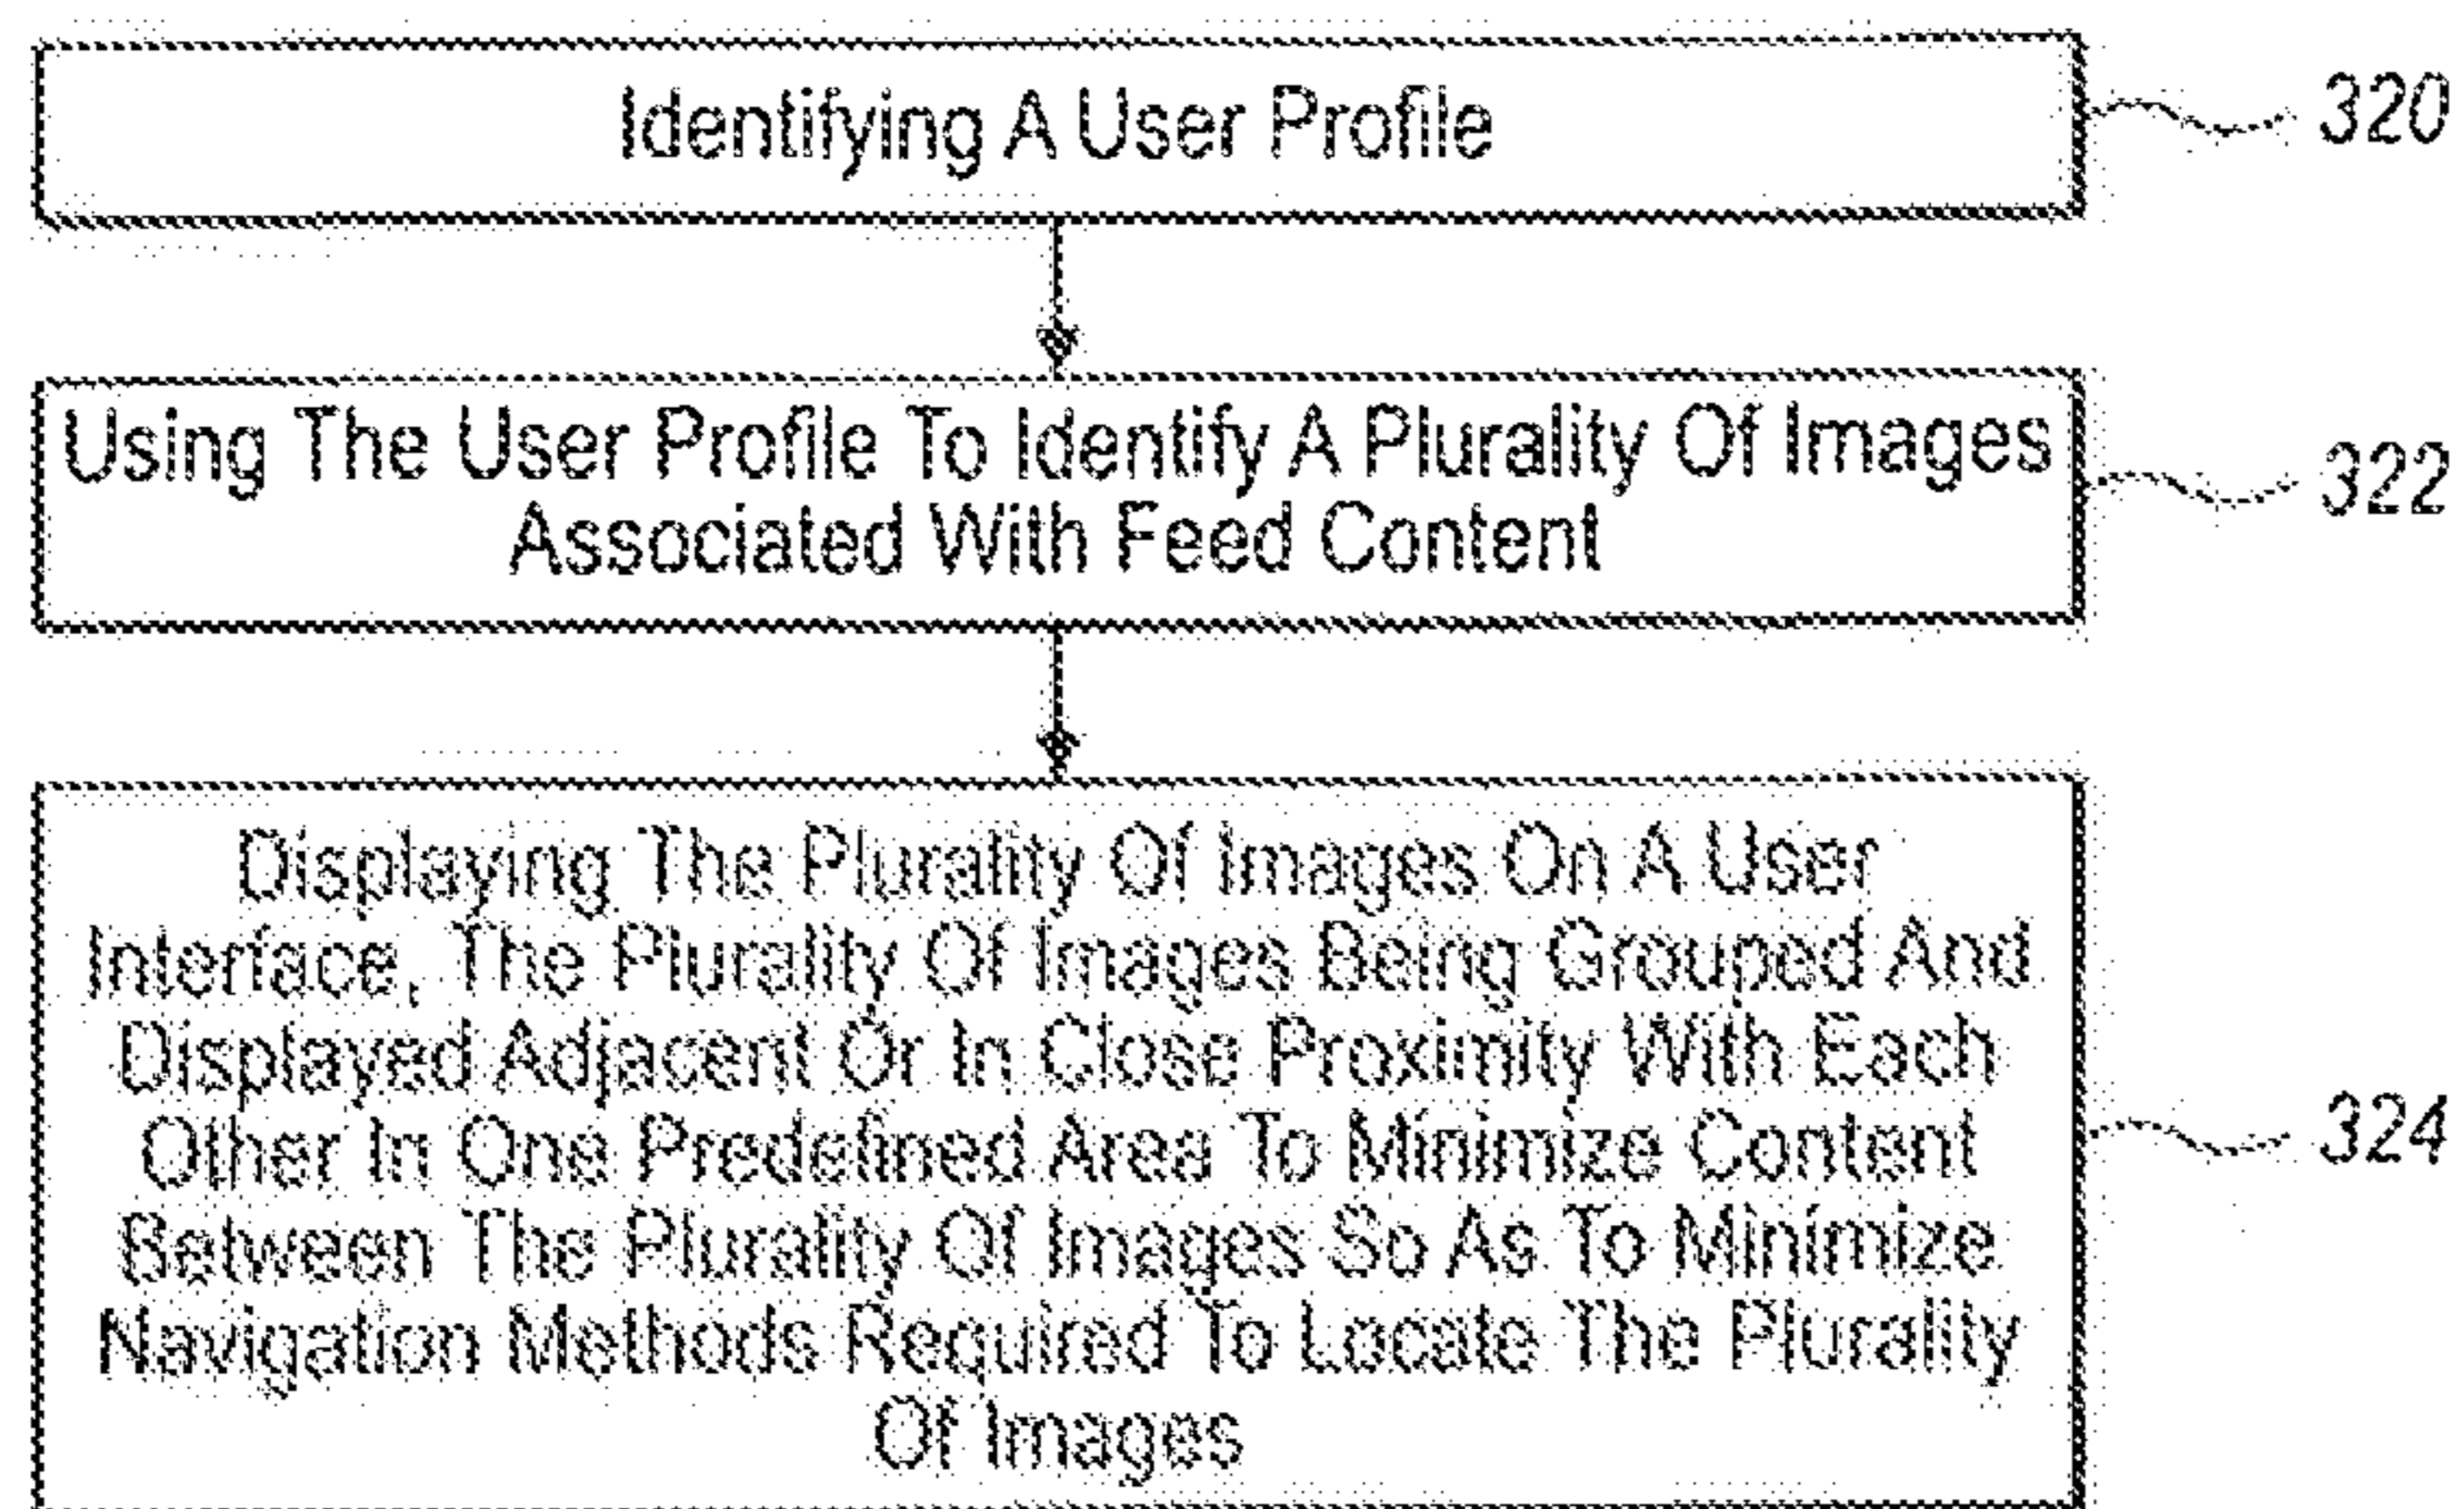 Identifying A User Profile
320
Using The User Profile To Identify A Plurality Of Images
Associated With Feed Content
322
Displaying The Plurality Of Images On A User
Interface, The Plurality Of Images Being Grouped And
Displayed Adjacent Or In Close Proximity With Each
Other In One Predefined Area To Minimize Content
Between The Plurality Of Images So As To Minimize
Navigation Methods Required To Locate The Plurality
Of Images
324